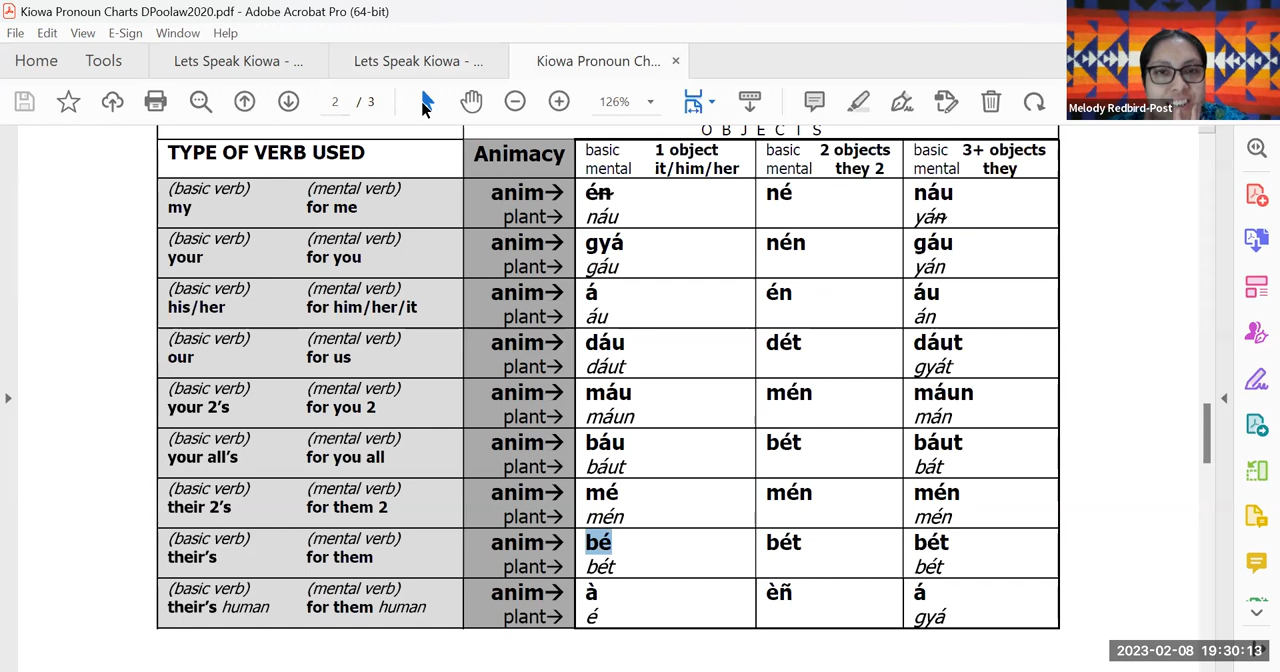 Kiowa Pronoun Charts DPoolaw2020.pdf - Adobe Acrobat Pro (64-bit)
File Edit View E-Sign Window Help
Home Tools Lets Speak Kiowa - ... Lets Speak Kiowa - ... Kiowa Pronoun Ch... ×
2 / 3 126%
Melody Redbird-Post
OBJECTS
TYPE OF VERB USED Animacy basic 1 object basic 2 objects basic 3+ objects
mental it/him/her mental they 2 mental they
(basic verb) (mental verb) anim→ én né náu
my for me plant→ náu yán
(basic verb) (mental verb) anim→ gyá nén gáu
your for you plant→ gáu yán
(basic verb) (mental verb) anim→ á én áu
his/her for him/her/it plant→ áu án
(basic verb) (mental verb) anim→ dáu dét dáut
our for us plant→ dáut gyát
(basic verb) (mental verb) anim→ máu mén máun
your 2's for you 2 plant→ máun mán
(basic verb) (mental verb) anim→ báu bét báut
your all's for you all plant→ báut bát
(basic verb) (mental verb) anim→ mé mén mén
their 2's for them 2 plant→ mén mén
(basic verb) (mental verb) anim→ bé bét bét
their's for them plant→ bét bét
(basic verb) (mental verb) anim→ à èñ á
their's human for them human plant→ é gyá
2023-02-08 19:30:13